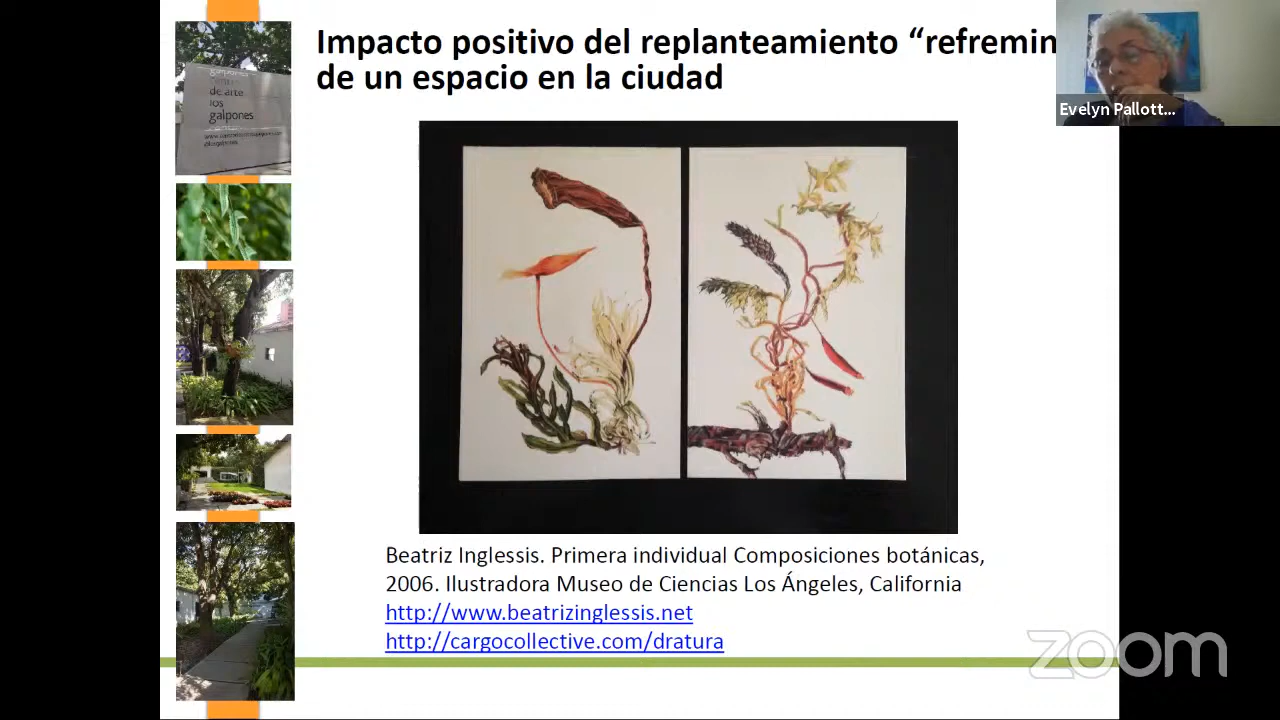 Impacto positivo del replanteamiento “refremin
de un espacio en la ciudad
Evelyn Pallott...
de arte
los
galpones
Beatriz Inglessis. Primera individual Composiciones botánicas,
2006. Ilustradora Museo de Ciencias Los Ángeles, California
http://www.beatrizinglessis.net
http://cargocollective.com/dratura
zoom